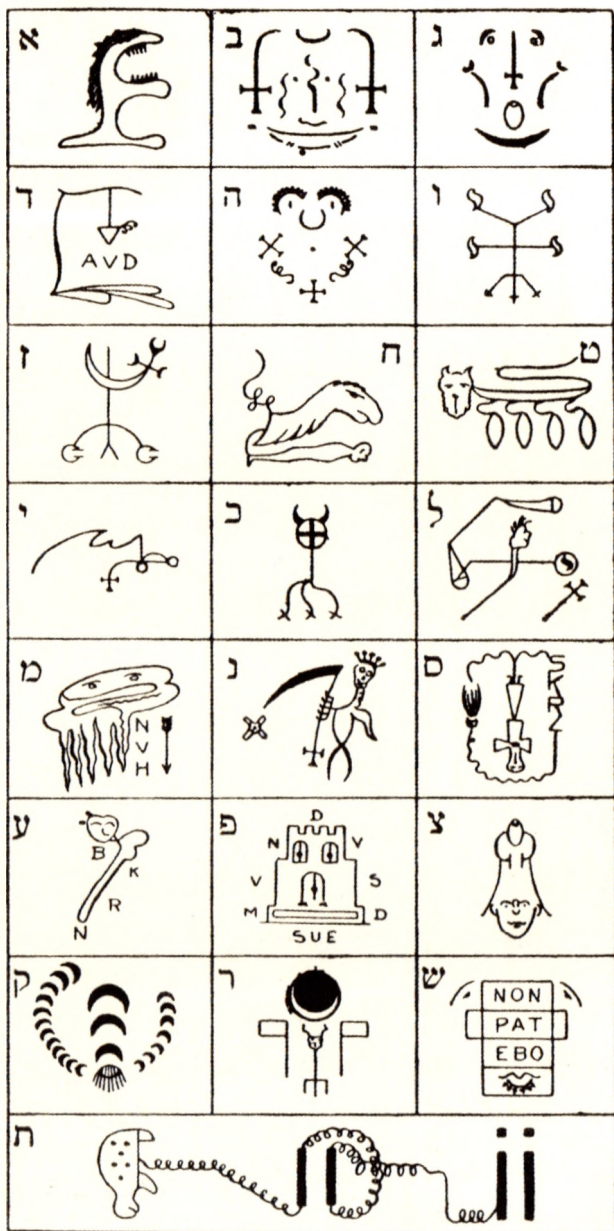 א ב ג
ד ה ו
AVD
ז ח ט
י כ ל
מ נ ס
N
V
H
ע פ צ
B
K
R
N
D
N V
V S
M D
SUE
ק ר ש
NON
PAT
EBO
ת